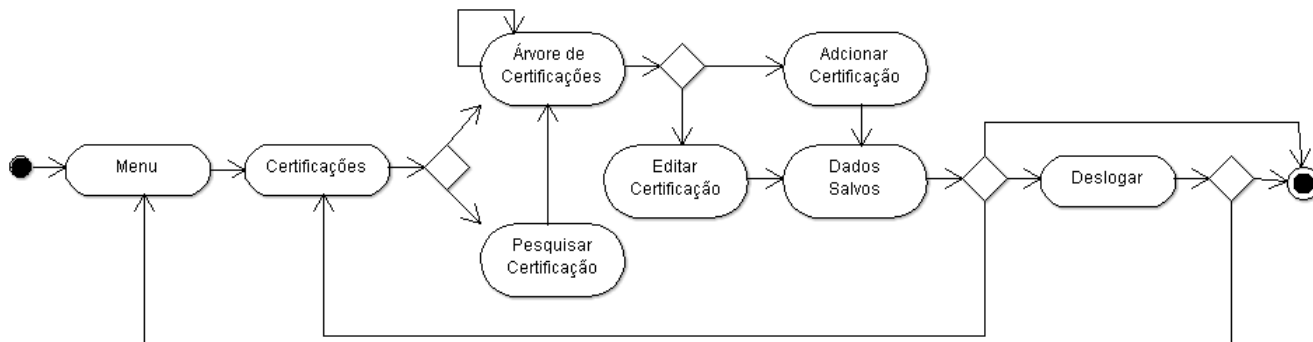 Árvore de
Certificações
Adcionar
Certificação
Menu
Certificações
Editar
Certificação
Dados
Salvos
Deslogar
Pesquisar
Certificação